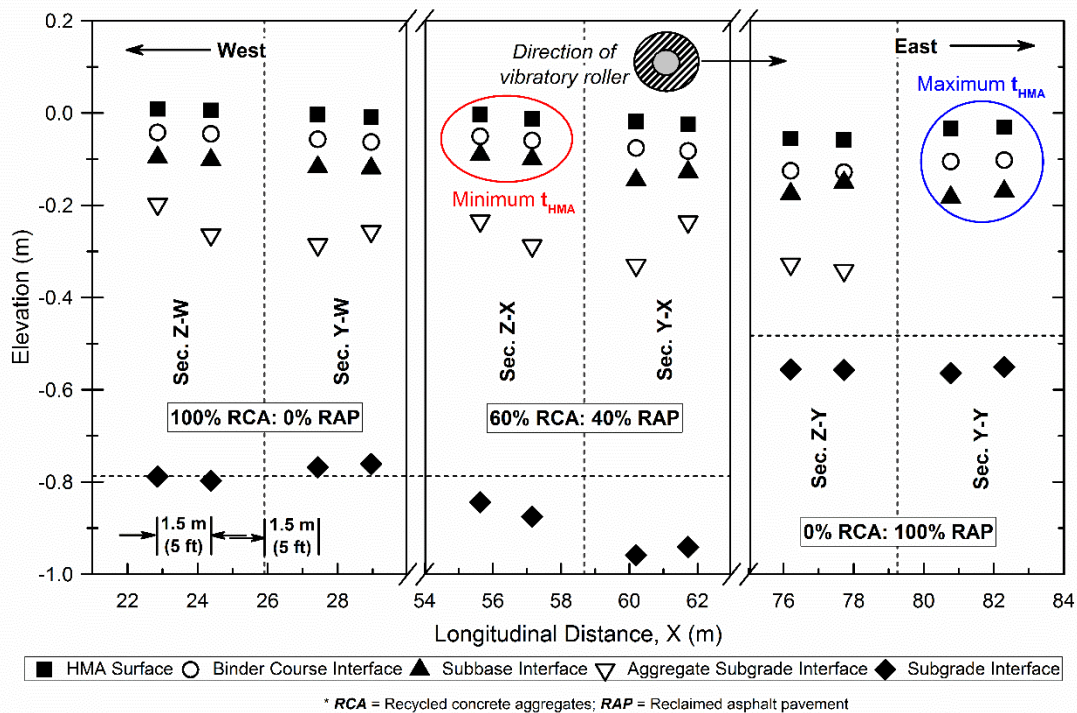 0.2
0.0
-0.2
-0.4
-0.6
-0.8
-1.0
Elevation (m)
West
Direction of
vibratory roller
East
Maximum tHMA
Minimum tHMA
Sec. Z-W
Sec. Y-W
Sec. Z-X
Sec. Y-X
Sec. Z-Y
Sec. Y-Y
100% RCA: 0% RAP
60% RCA: 40% RAP
0% RCA: 100% RAP
1.5 m
(5 ft)
1.5 m
(5 ft)
22 24 26 28 54 56 58 60 62 76 78 80 82 84
Longitudinal Distance, X (m)
HMA Surface Binder Course Interface Subbase Interface Aggregate Subgrade Interface Subgrade Interface
* RCA = Recycled concrete aggregates; RAP = Reclaimed asphalt pavement